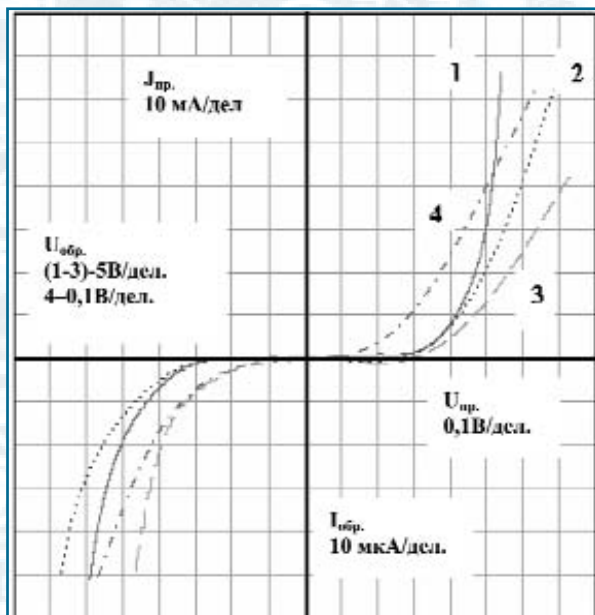 1 2
Jпр.
10 мА/дел
4
Uобр.
(1-3)-5В/дел.
4–0,1В/дел.
3
Uпр.
0,1В/дел.
Iобр.
10 мкА/дел.